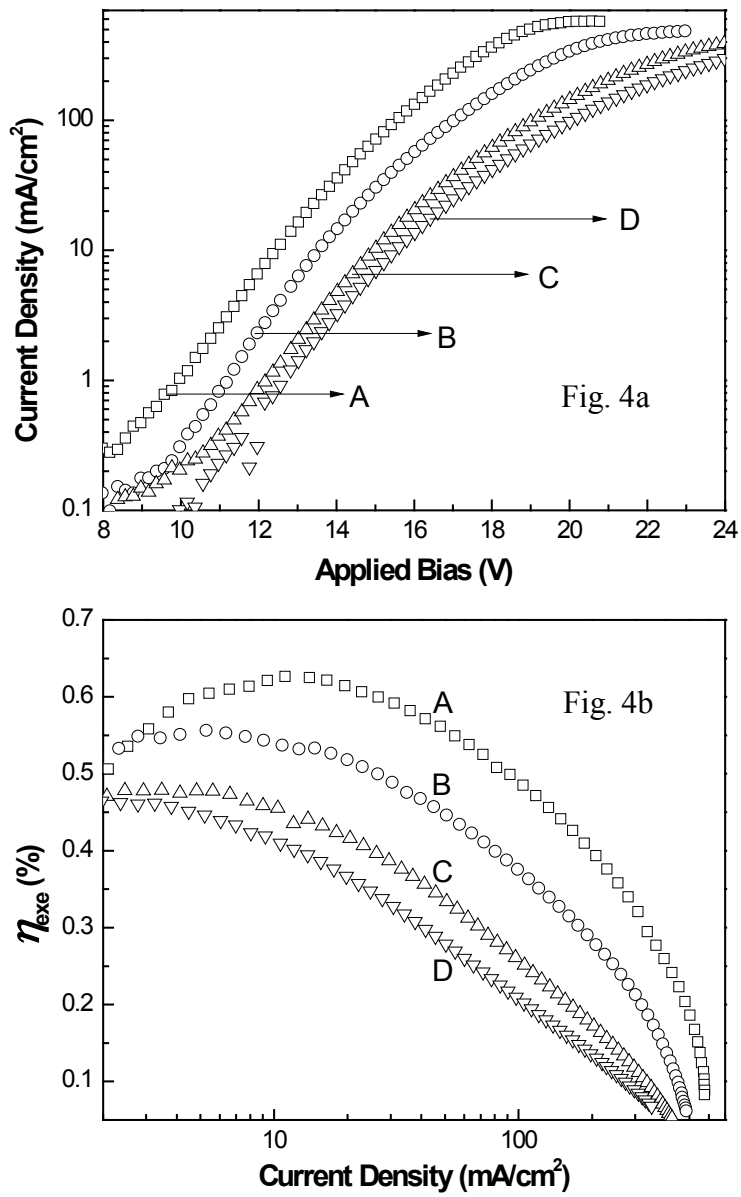 100
10
1
0.1
Current Density (mA/cm²)
D
C
B
A
Fig. 4a
8 10 12 14 16 18 20 22 24
Applied Bias (V)
0.7
0.6
0.5
0.4
0.3
0.2
0.1
ηexe (%)
A
Fig. 4b
B
C
D
10 100
Current Density (mA/cm²)